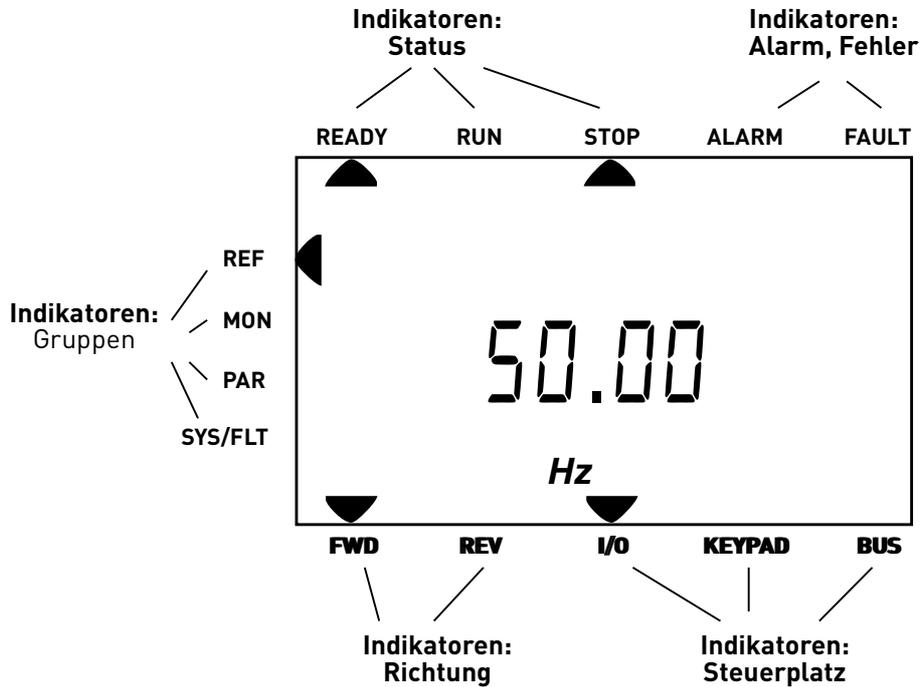 Indikatoren:
Status
Indikatoren:
Alarm, Fehler
READY RUN STOP ALARM FAULT
REF
Indikatoren:
Gruppen
MON
PAR
SYS/FLT
50.00
Hz
FWD REV I/O KEYPAD BUS
Indikatoren:
Richtung
Indikatoren:
Steuerplatz